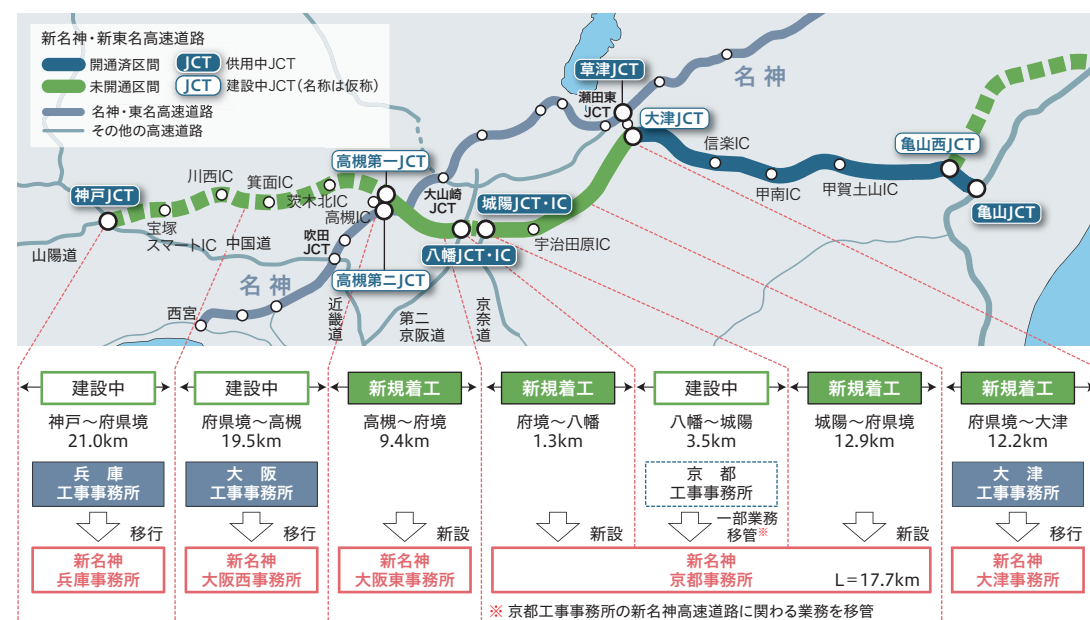 新名神・新東名高速道路
開通済区間
JCT
供用中JCT
未開通区間
JCT
建設中JCT(名称は仮称)
名神・東名高速道路
その他の高速道路
草津JCT
名神
瀬田東
JCT
大津JCT
信楽IC
亀山西JCT
高槻第一JCT
川西IC
箕面IC
神戸JCT
茨木北IC
高槻IC
大山崎
JCT
城陽JCT・IC
甲南IC
甲賀土山IC
亀山JCT
宝塚
スマートIC
中国道
山陽道
吹田
JCT
八幡JCT・IC
宇治田原IC
高槻第二JCT
名神
西宮
近畿道
第二
京阪道
京奈道
建設中
建設中
新規着工
新規着工
建設中
新規着工
新規着工
神戸〜府県境
21.0km
府県境〜高槻
19.5km
高槻〜府境
9.4km
府境〜八幡
1.3km
八幡〜城陽
3.5km
城陽〜府県境
12.9km
府県境〜大津
12.2km
兵庫
工事事務所
大阪
工事事務所
京都
工事事務所
大津
工事事務所
移行
移行
新設
新設
一部業務
移管※
新設
移行
新名神
兵庫事務所
新名神
大阪西事務所
新名神
大阪東事務所
新名神
京都事務所
L=17.7km
新名神
大津事務所
※ 京都工事事務所の新名神高速道路に関わる業務を移管